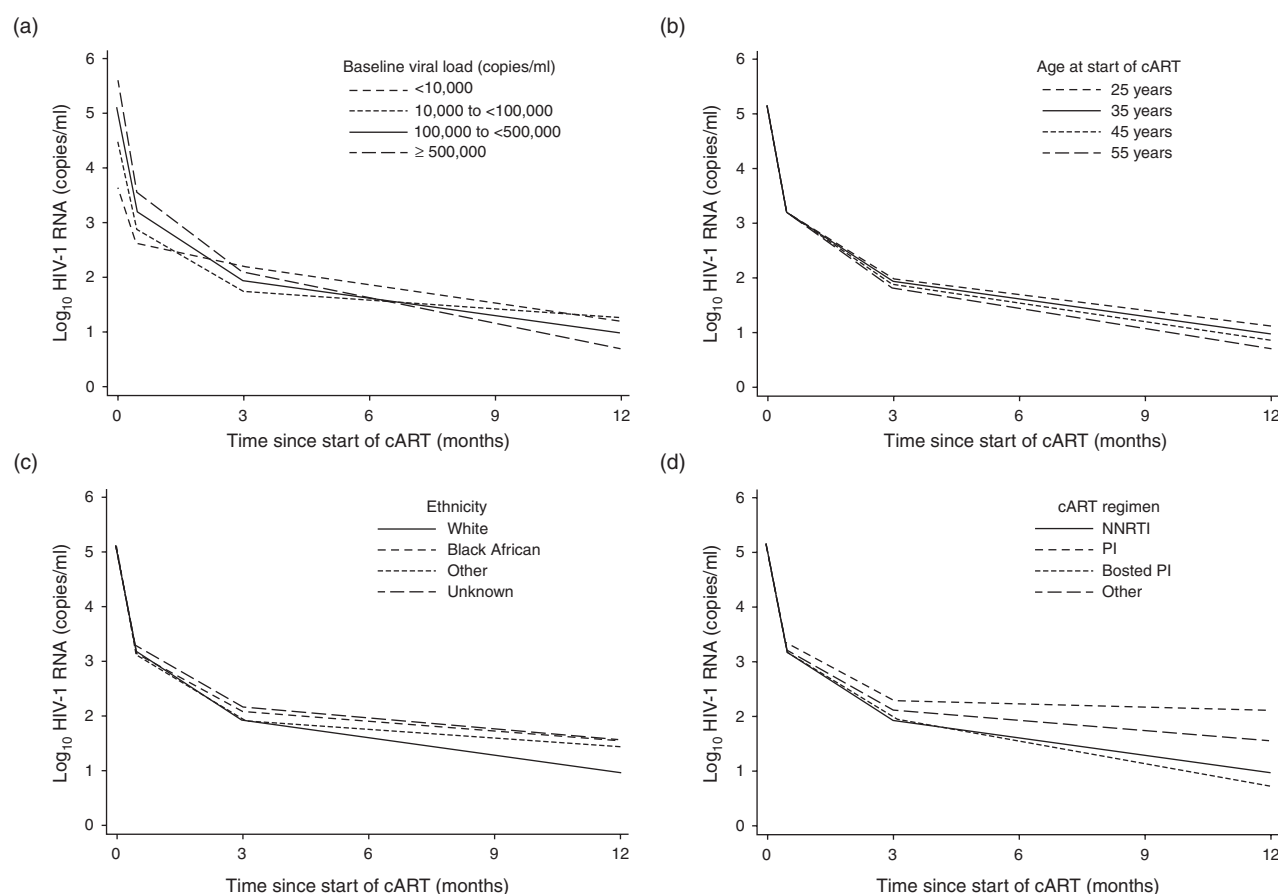 (a)
Log10 HIV-1 RNA (copies/ml)
6
5
4
3
2
1
0
Baseline viral load (copies/ml)
<10,000
10,000 to <100,000
100,000 to <500,000
≥ 500,000
0 3 6 9 12
Time since start of cART (months)
(b)
Log10 HIV-1 RNA (copies/ml)
6
5
4
3
2
1
0
Age at start of cART
25 years
35 years
45 years
55 years
0 3 6 9 12
Time since start of cART (months)
(c)
Log10 HIV-1 RNA (copies/ml)
6
5
4
3
2
1
0
Ethnicity
White
Black African
Other
Unknown
0 3 6 9 12
Time since start of cART (months)
(d)
Log10 HIV-1 RNA (copies/ml)
6
5
4
3
2
1
0
cART regimen
NNRTI
PI
Bosted PI
Other
0 3 6 9 12
Time since start of cART (months)